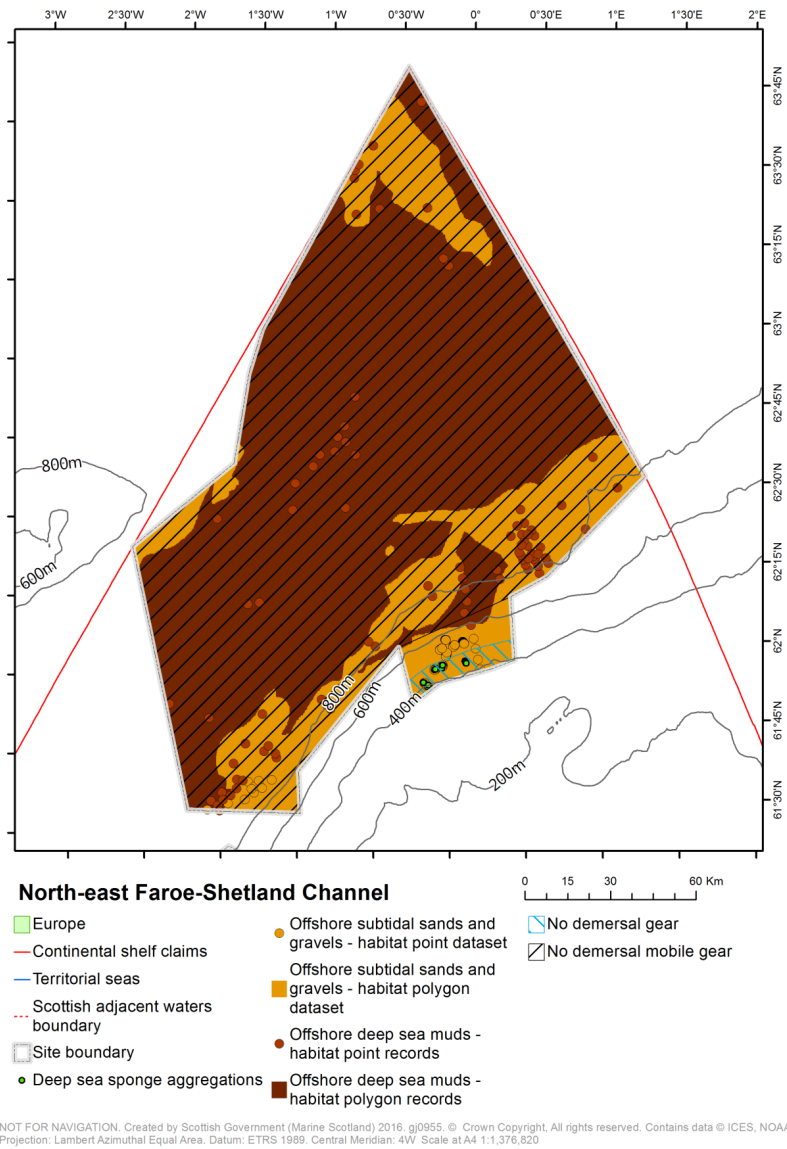 3°W 2°30'W 2°W 1°30'W 1°W 0°30'W 0° 0°30'E 1°E 1°30'E 2°E
63°45'N
63°30'N
63°15'N
63°N
62°45'N
62°30'N
62°15'N
62°N
61°45'N
61°30'N
800m
600m
800m
600m
400m
200m
North-east Faroe-Shetland Channel
0 15 30 60 Km
Europe
Continental shelf claims
Territorial seas
Scottish adjacent waters
boundary
Site boundary
Deep sea sponge aggregations
Offshore subtidal sands and
gravels - habitat point dataset
Offshore subtidal sands and
gravels - habitat polygon
dataset
Offshore deep sea muds -
habitat point records
Offshore deep sea muds -
habitat polygon records
No demersal gear
No demersal mobile gear
NOT FOR NAVIGATION. Created by Scottish Government (Marine Scotland) 2016. gj0955. © Crown Copyright, All rights reserved. Contains data © ICES, NOAA
Projection: Lambert Azimuthal Equal Area. Datum: ETRS 1989. Central Meridian: 4W Scale at A4 1:1,376,820